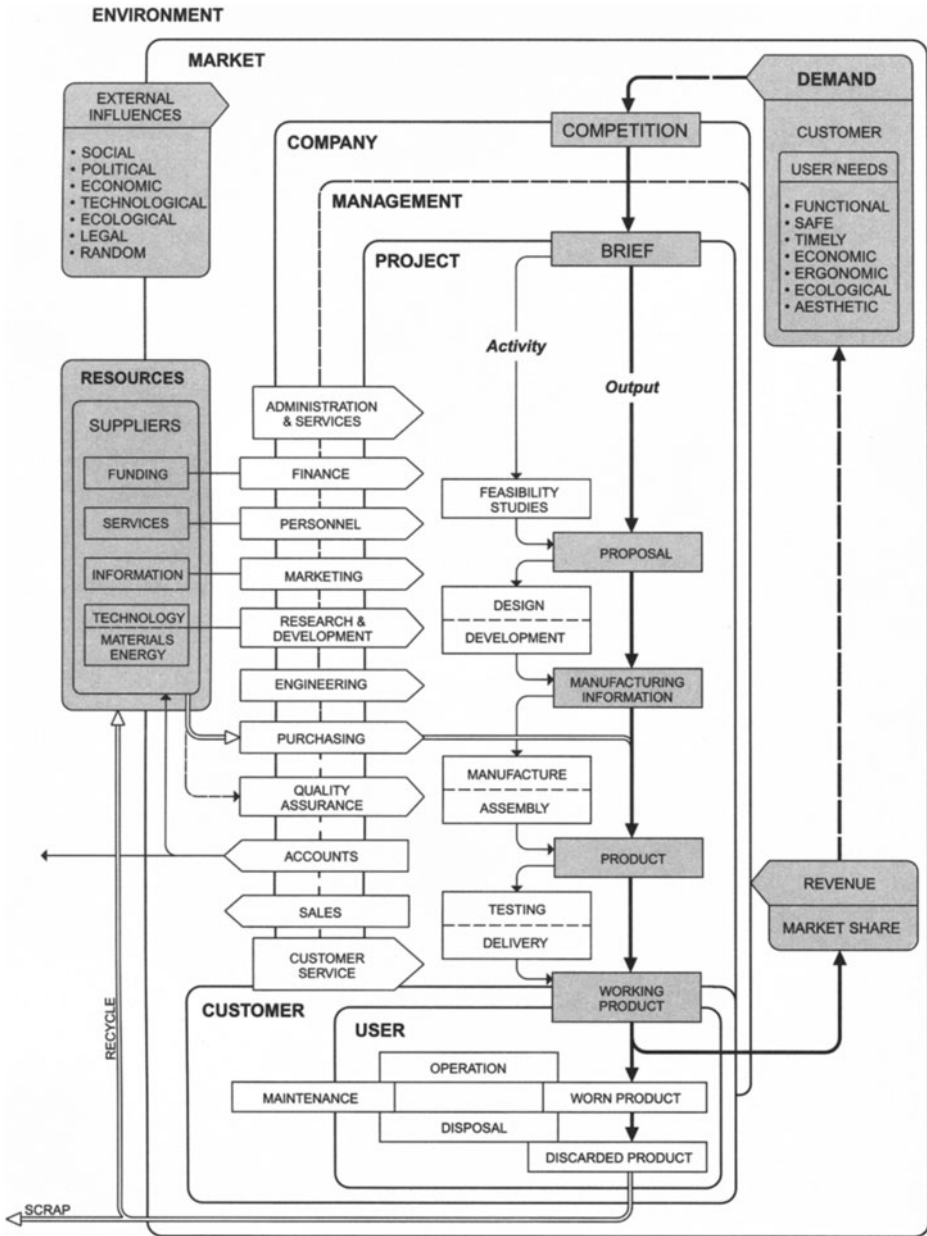 ENVIRONMENT
MARKET
EXTERNAL
INFLUENCES
• SOCIAL
• POLITICAL
• ECONOMIC
• TECHNOLOGICAL
• ECOLOGICAL
• LEGAL
• RANDOM
DEMAND
CUSTOMER
USER NEEDS
• FUNCTIONAL
• SAFE
• TIMELY
• ECONOMIC
• ERGONOMIC
• ECOLOGICAL
• AESTHETIC
COMPANY
COMPETITION
MANAGEMENT
PROJECT
BRIEF
Activity
Output
RESOURCES
SUPPLIERS
FUNDING
SERVICES
INFORMATION
TECHNOLOGY
MATERIALS
ENERGY
ADMINISTRATION
& SERVICES
FINANCE
PERSONNEL
MARKETING
RESEARCH &
DEVELOPMENT
ENGINEERING
PURCHASING
QUALITY
ASSURANCE
ACCOUNTS
SALES
CUSTOMER
SERVICE
FEASIBILITY
STUDIES
PROPOSAL
DESIGN
DEVELOPMENT
MANUFACTURING
INFORMATION
MANUFACTURE
ASSEMBLY
PRODUCT
TESTING
DELIVERY
WORKING
PRODUCT
REVENUE
MARKET SHARE
CUSTOMER
USER
OPERATION
MAINTENANCE
WORN PRODUCT
DISPOSAL
DISCARDED PRODUCT
RECYCLE
SCRAP